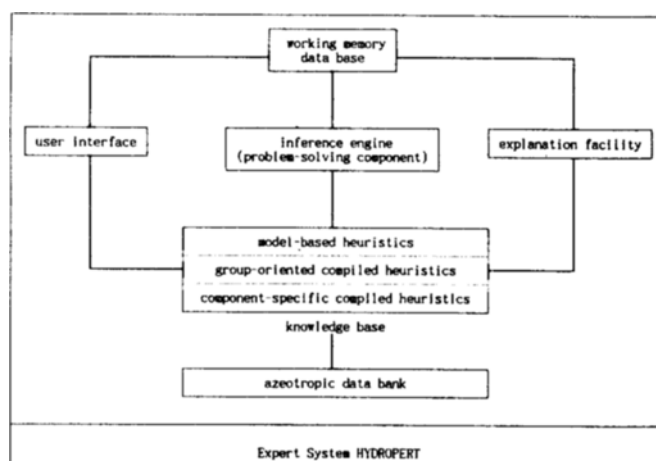 working memory
data base
user interface
inference engine
(problem-solving component)
explanation facility
model-based heuristics
group-oriented compiled heuristics
component-specific compiled heuristics
knowledge base
azeotropic data bank
Expert System HYDROPERT